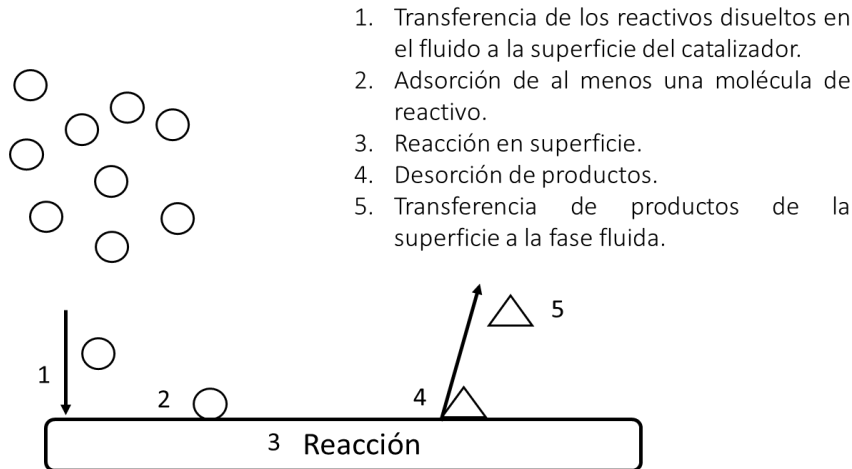 1. Transferencia de los reactivos disueltos en
el fluido a la superficie del catalizador.
2. Adsorción de al menos una molécula de
reactivo.
3. Reacción en superficie.
4. Desorción de productos.
5. Transferencia de productos de la
superficie a la fase fluida.
5
1
2
4
3 Reacción